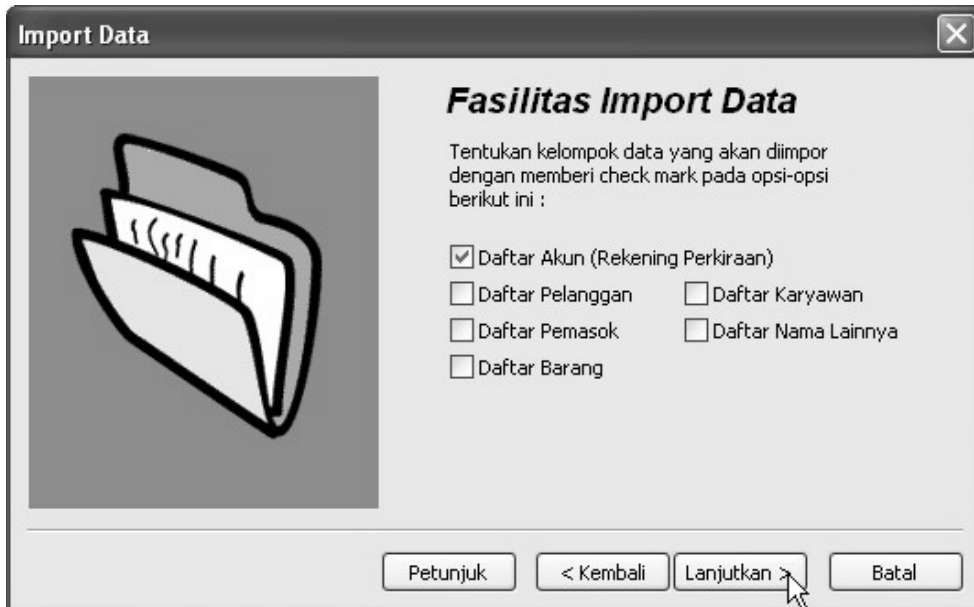 Import Data
Fasilitas Import Data
Tentukan kelompok data yang akan diimpor
dengan memberi check mark pada opsi-opsi
berikut ini :
Daftar Akun (Rekening Perkiraan)
Daftar Pelanggan Daftar Karyawan
Daftar Pemasok Daftar Nama Lainnya
Daftar Barang
Petunjuk < Kembali Lanjutkan > Batal